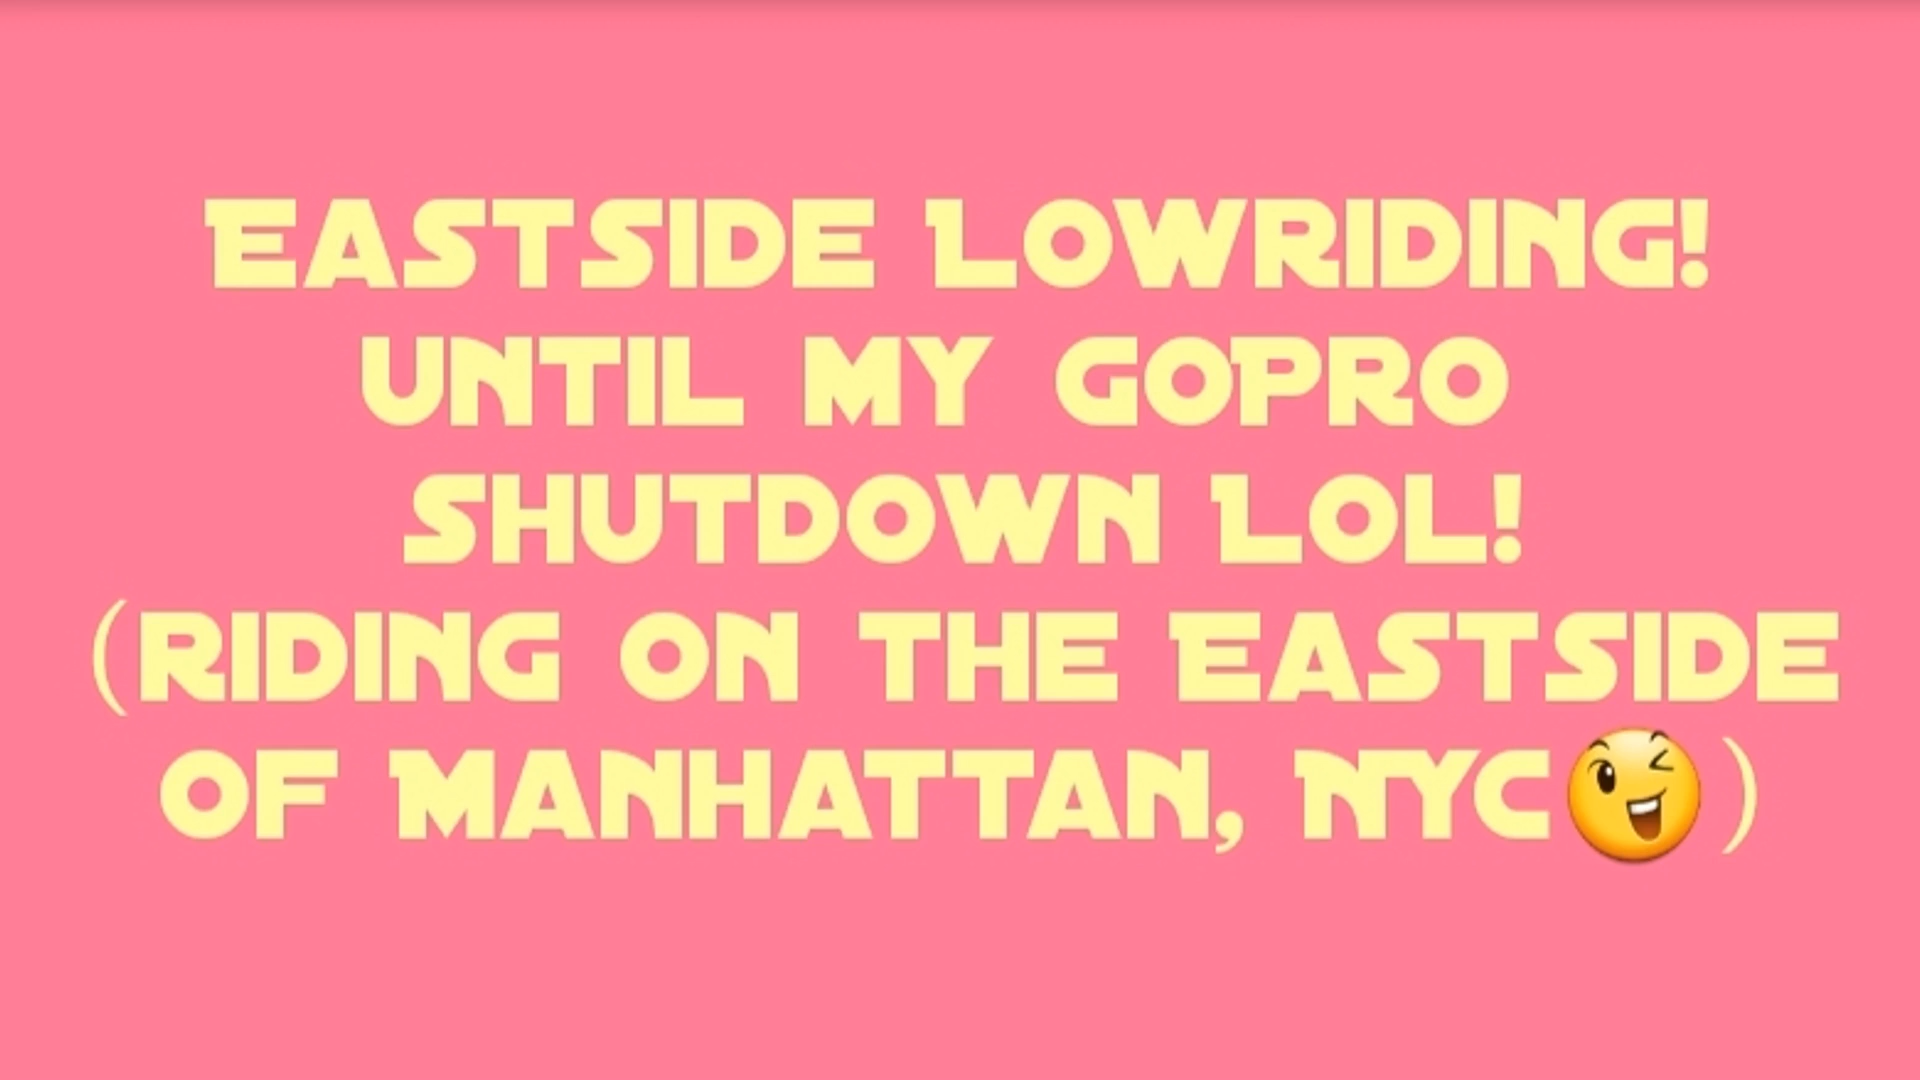 Eastside Lowriding!
until my GoPro
shutdown Lol!
(Riding on the Eastside
of Manhattan, NYC😉)